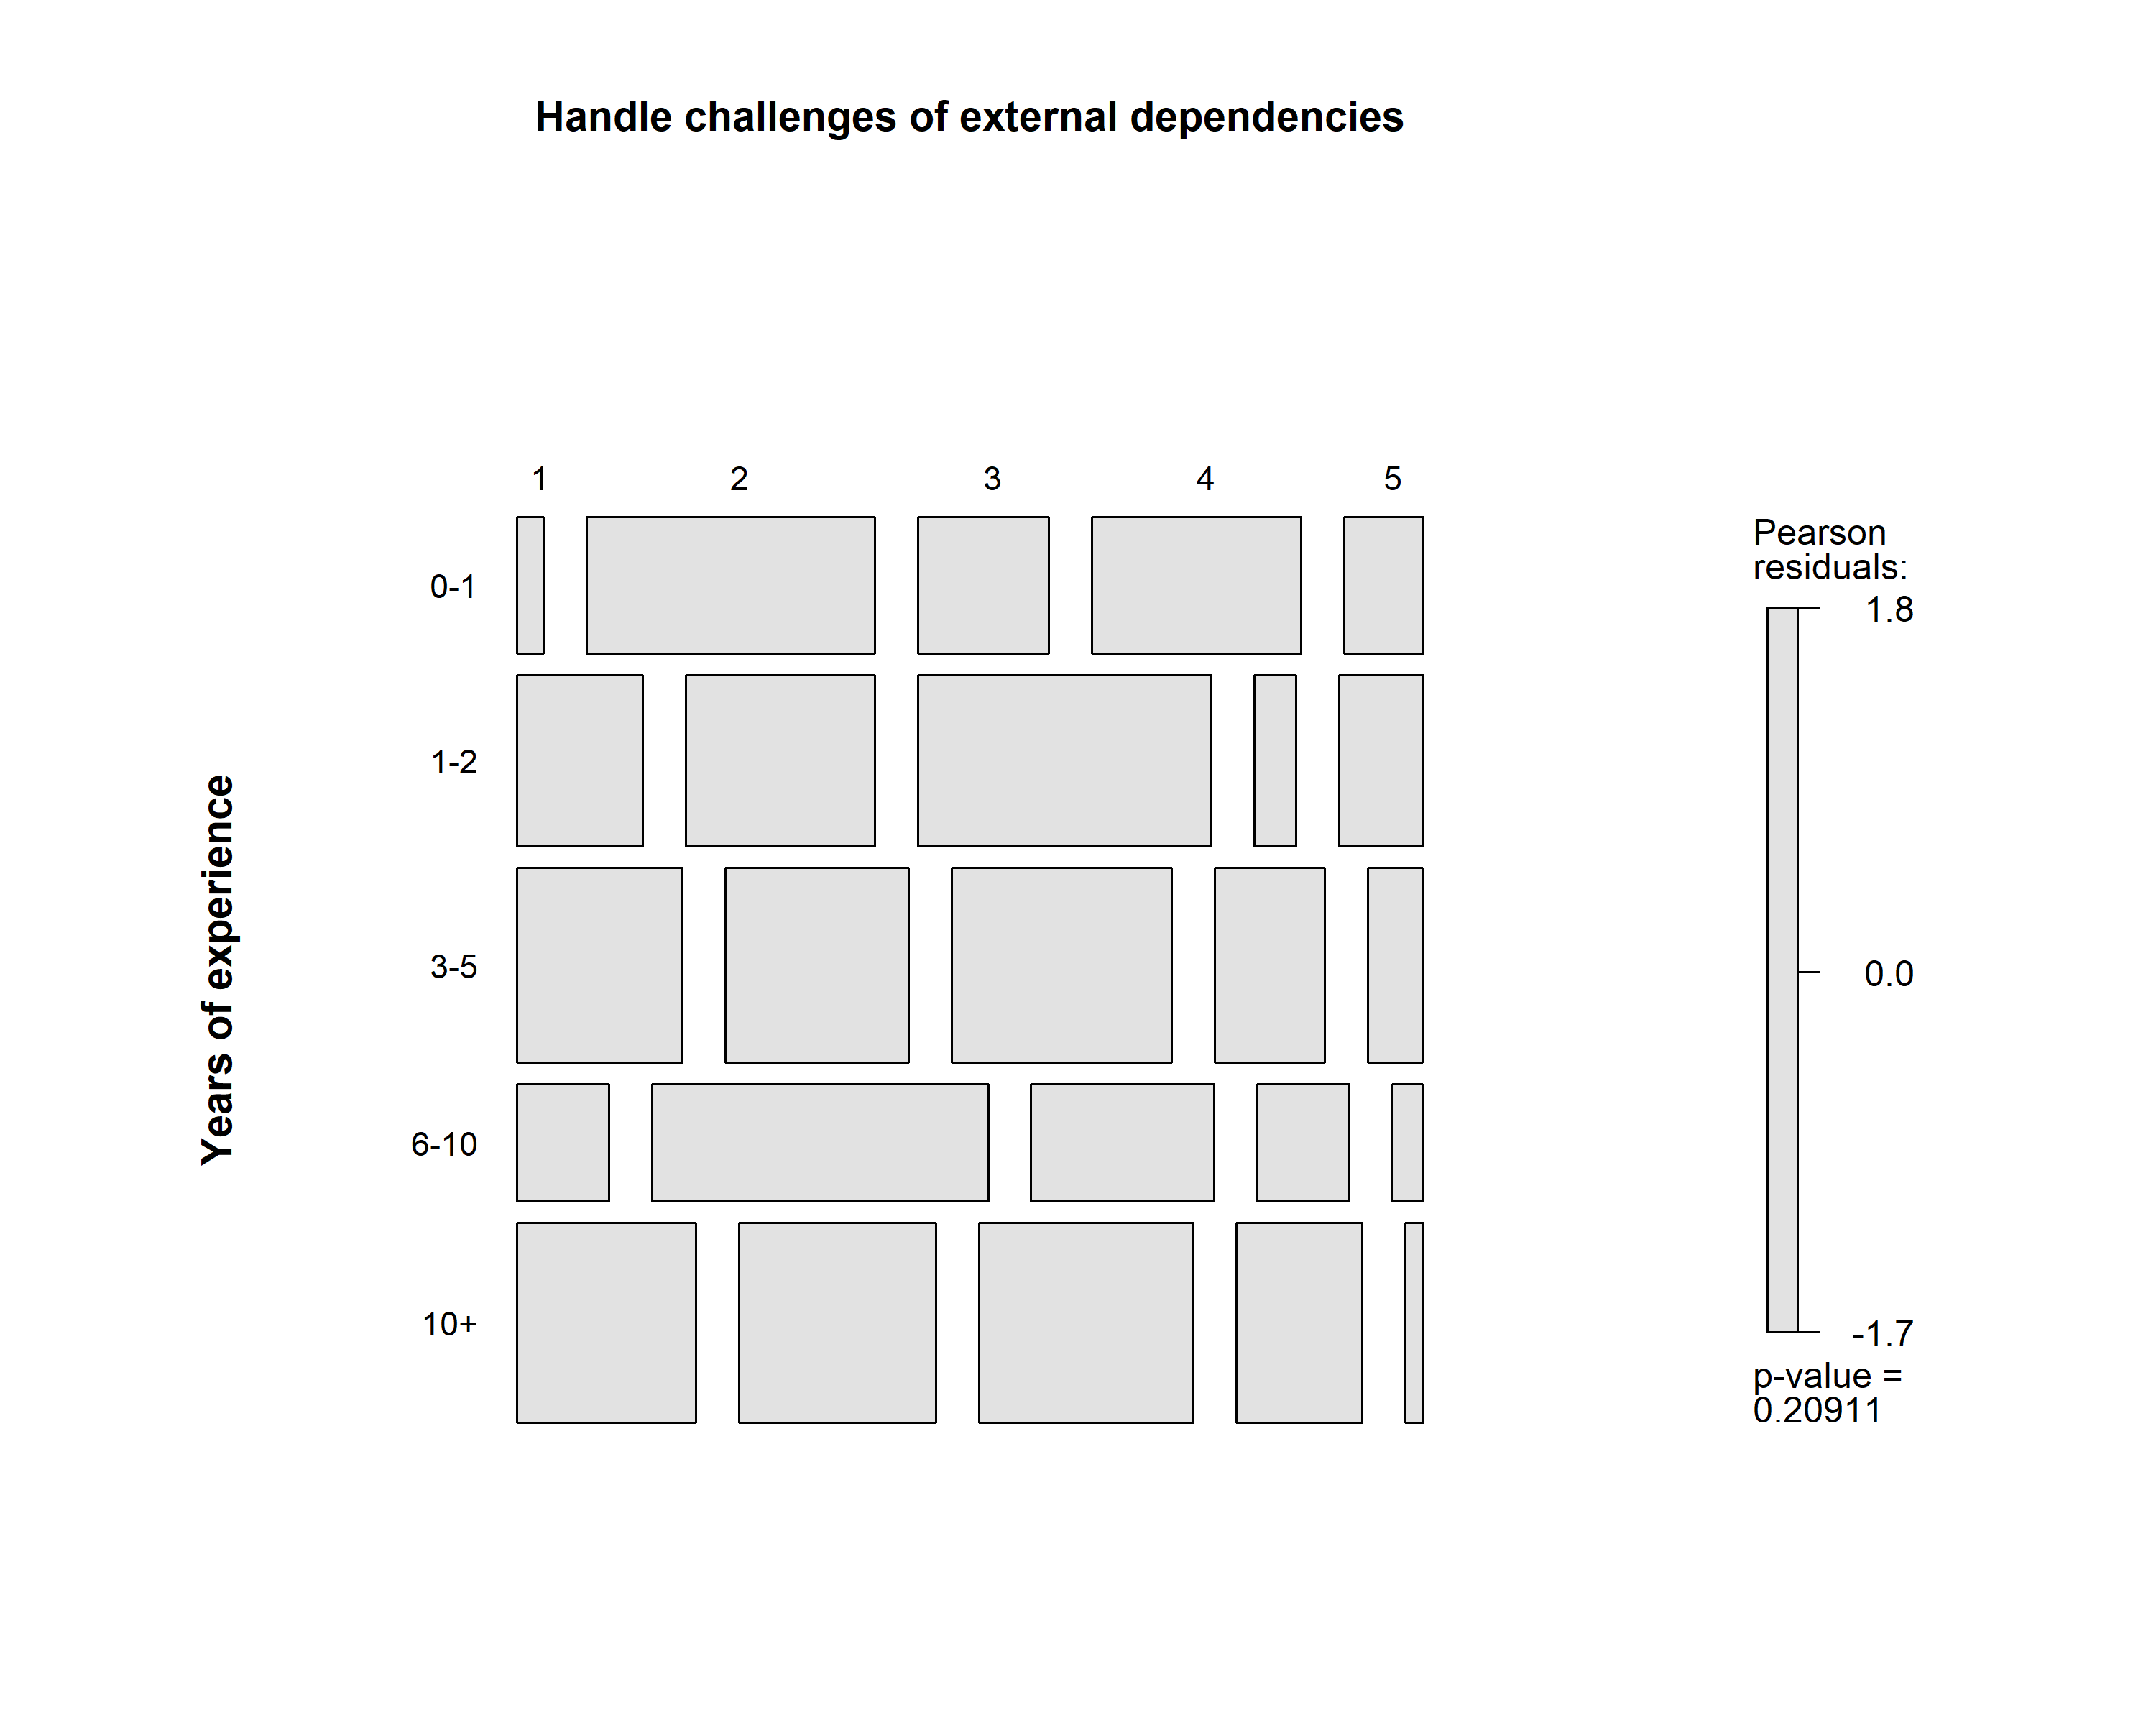 Handle challenges of external dependencies
1 2 3 4 5
Years of experience
0-1
1-2
3-5
6-10
10+
Pearson
residuals:
1.8
0.0
-1.7
p-value =
0.20911